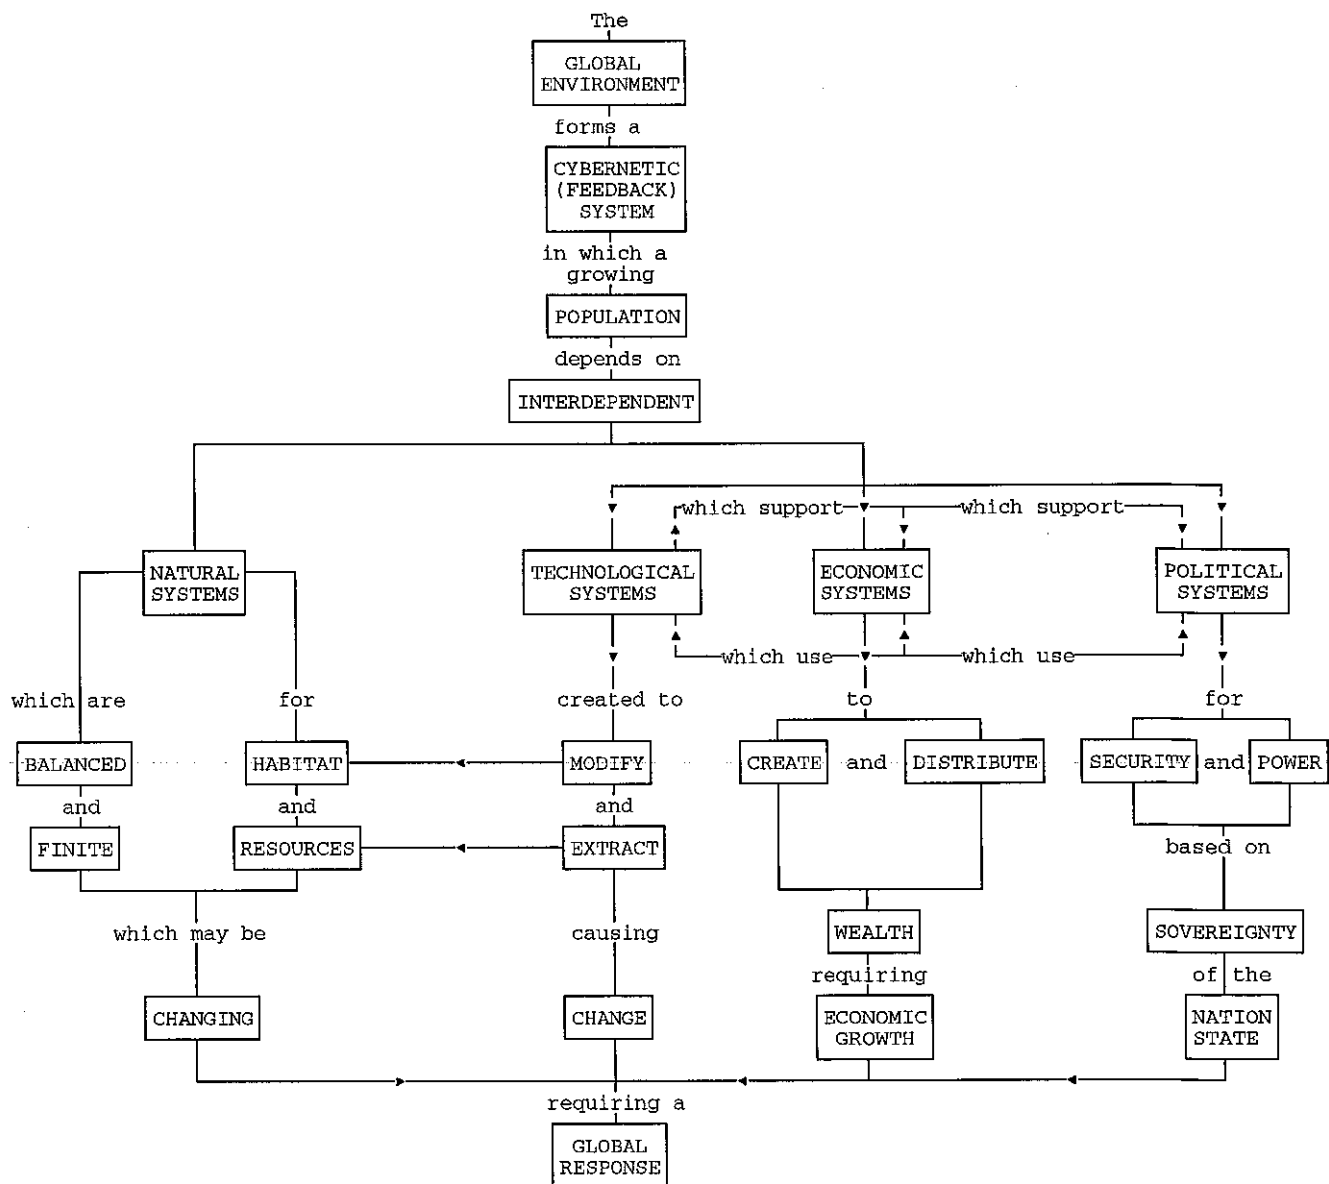 The
GLOBAL
ENVIRONMENT
forms a
CYBERNETIC
(FEEDBACK)
SYSTEM
in which a
growing
POPULATION
depends on
INTERDEPENDENT
which support
which support
NATURAL
SYSTEMS
TECHNOLOGICAL
SYSTEMS
ECONOMIC
SYSTEMS
POLITICAL
SYSTEMS
which use
which use
which are
for
created to
to
for
BALANCED
HABITAT
MODIFY
CREATE
and
DISTRIBUTE
SECURITY
and
POWER
and
and
and
FINITE
RESOURCES
EXTRACT
based on
which may be
causing
WEALTH
SOVEREIGNTY
requiring
of the
CHANGING
CHANGE
ECONOMIC
GROWTH
NATION
STATE
requiring a
GLOBAL
RESPONSE